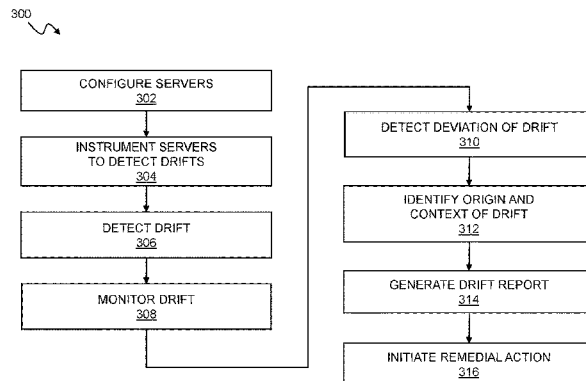 300
CONFIGURE SERVERS
302
INSTRUMENT SERVERS
TO DETECT DRIFTS
304
DETECT DRIFT
306
MONITOR DRIFT
308
DETECT DEVIATION OF DRIFT
310
IDENTIFY ORIGIN AND
CONTEXT OF DRIFT
312
GENERATE DRIFT REPORT
314
INITIATE REMEDIAL ACTION
316